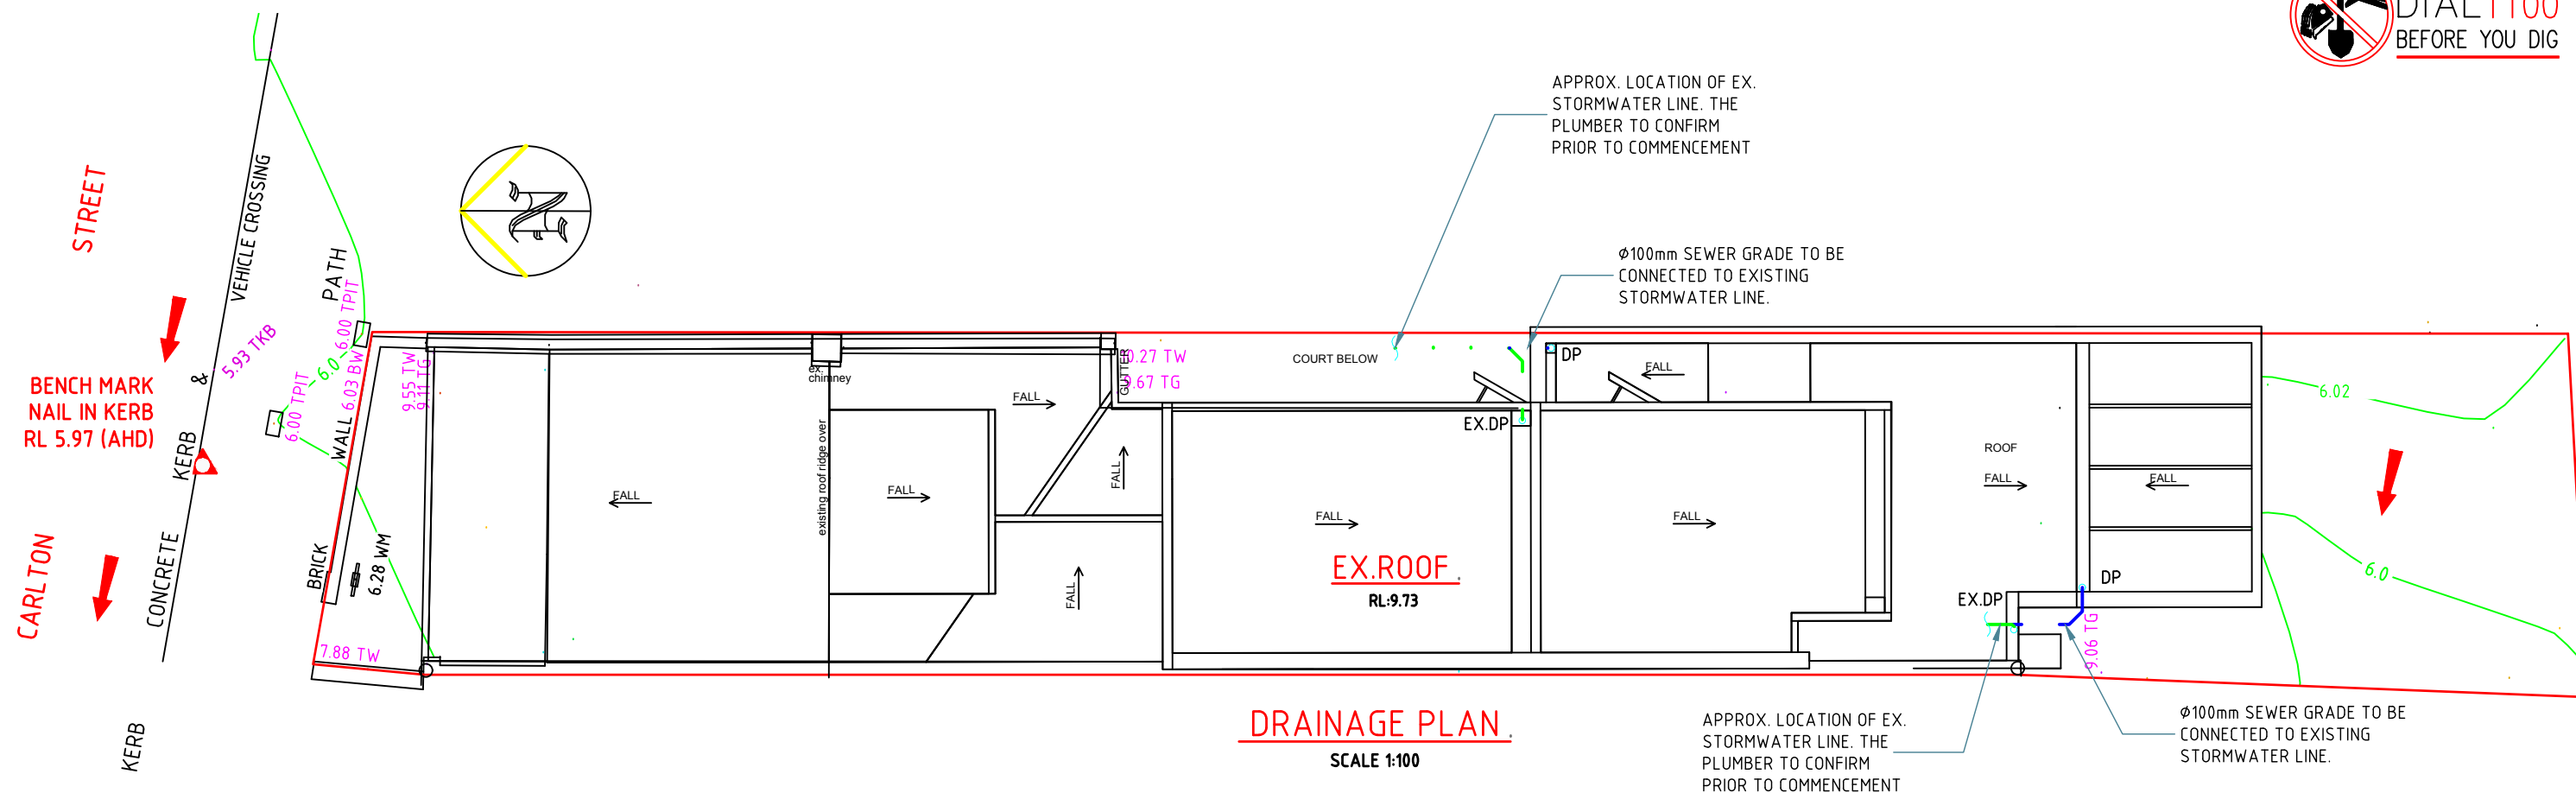 DIAL1100
BEFORE YOU DIG
APPROX. LOCATION OF EX.
STORMWATER LINE. THE
PLUMBER TO CONFIRM
PRIOR TO COMMENCEMENT
Ø100mm SEWER GRADE TO BE
CONNECTED TO EXISTING
STORMWATER LINE.
STREET
CARLTON
VEHICLE CROSSING
&
KERB
CONCRETE
KERB
PATH
5.93 TKB
BENCH MARK
NAIL IN KERB
RL 5.97 (AHD)
6.00 TPIT
6.0
6.00 TPIT
6.03 BW
WALL
BRICK
6.28 WM
7.88 TW
9.55 TW
9.11 TG
N
ex.
chimney
existing roof ridge over
FALL
FALL
FALL
FALL
FALL
GUTTER
0.27 TW
9.67 TG
COURT BELOW
DP
FALL
EX.DP
FALL
EX.ROOF
RL:9.73
FALL
ROOF
FALL
FALL
EX.DP
DP
9.06 TG
6.02
6.0
DRAINAGE PLAN
SCALE 1:100
APPROX. LOCATION OF EX.
STORMWATER LINE. THE
PLUMBER TO CONFIRM
PRIOR TO COMMENCEMENT
Ø100mm SEWER GRADE TO BE
CONNECTED TO EXISTING
STORMWATER LINE.